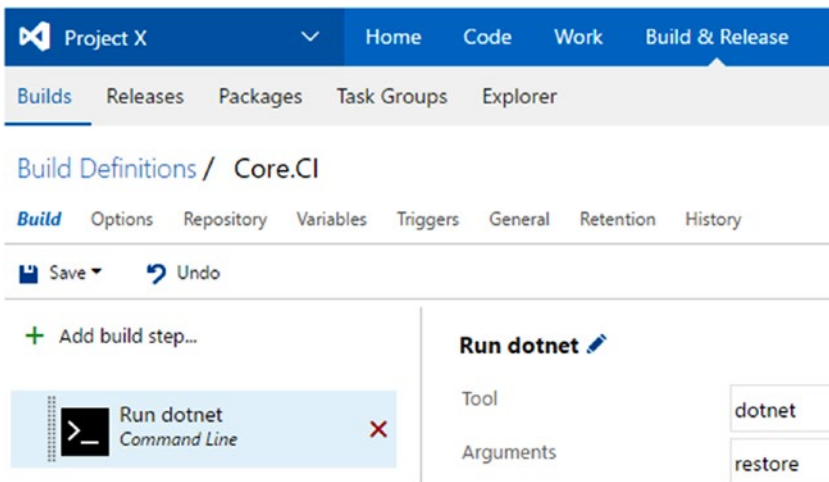 Project X Home Code Work Build & Release
Builds Releases Packages Task Groups Explorer
Build Definitions / Core.CI
Build Options Repository Variables Triggers General Retention History
Save Undo
+ Add build step...
Run dotnet
Command Line
Run dotnet
Tool dotnet
Arguments restore